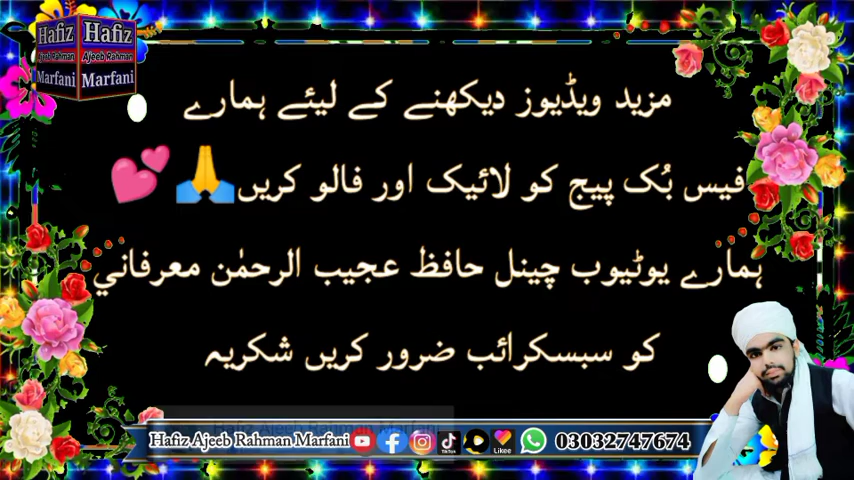 Hafiz Hafiz
Ajeeb Rahman Ajeeb Rahman
Marfani Marfani
مزید ویڈیوز دیکھنے کے لیئے ہمارے
فیس بُک پیج کو لائیک اور فالو کریں🙏💕
ہمارے یوٹیوب چینل حافظ عجیب الرحمٰن معرفاني
کو سبسکرائب ضرور کریں شکریہ
Hafiz Ajeeb Rahman Marfani TikTok Likee 03032747674